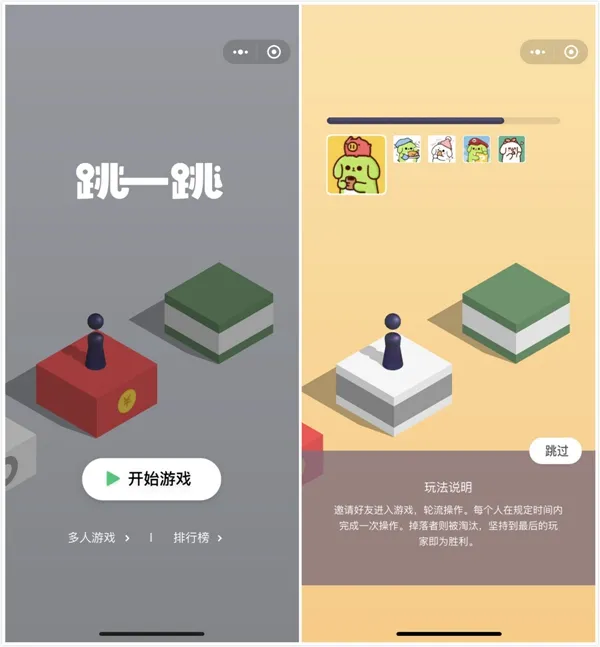 跳一跳
开始游戏
多人游戏 > | 排行榜 >
跳过
玩法说明
邀请好友进入游戏，轮流操作。每个人在规定时间内
完成一次操作。掉落者则被淘汰，坚持到最后的玩
家即为胜利。